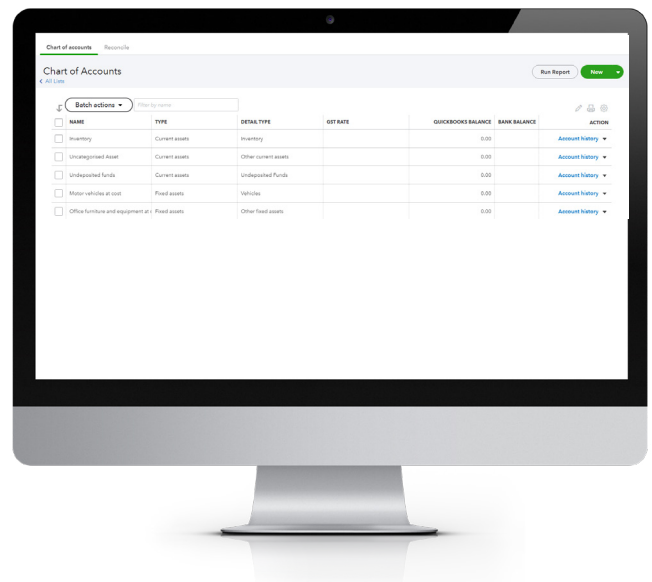 Chart of accounts Reconcile
Chart of Accounts
All Lists
Run Report New
Batch actions Filter by name
NAME TYPE DETAIL TYPE GST RATE QUICKBOOKS BALANCE BANK BALANCE ACTION
Inventory Current assets Inventory 0.00 Account history
Uncategorised Asset Current assets Other current assets 0.00 Account history
Undeposited funds Current assets Undeposited Funds 0.00 Account history
Motor vehicles at cost Fixed assets Vehicles 0.00 Account history
Office furniture and equipment at c Fixed assets Other fixed assets 0.00 Account history